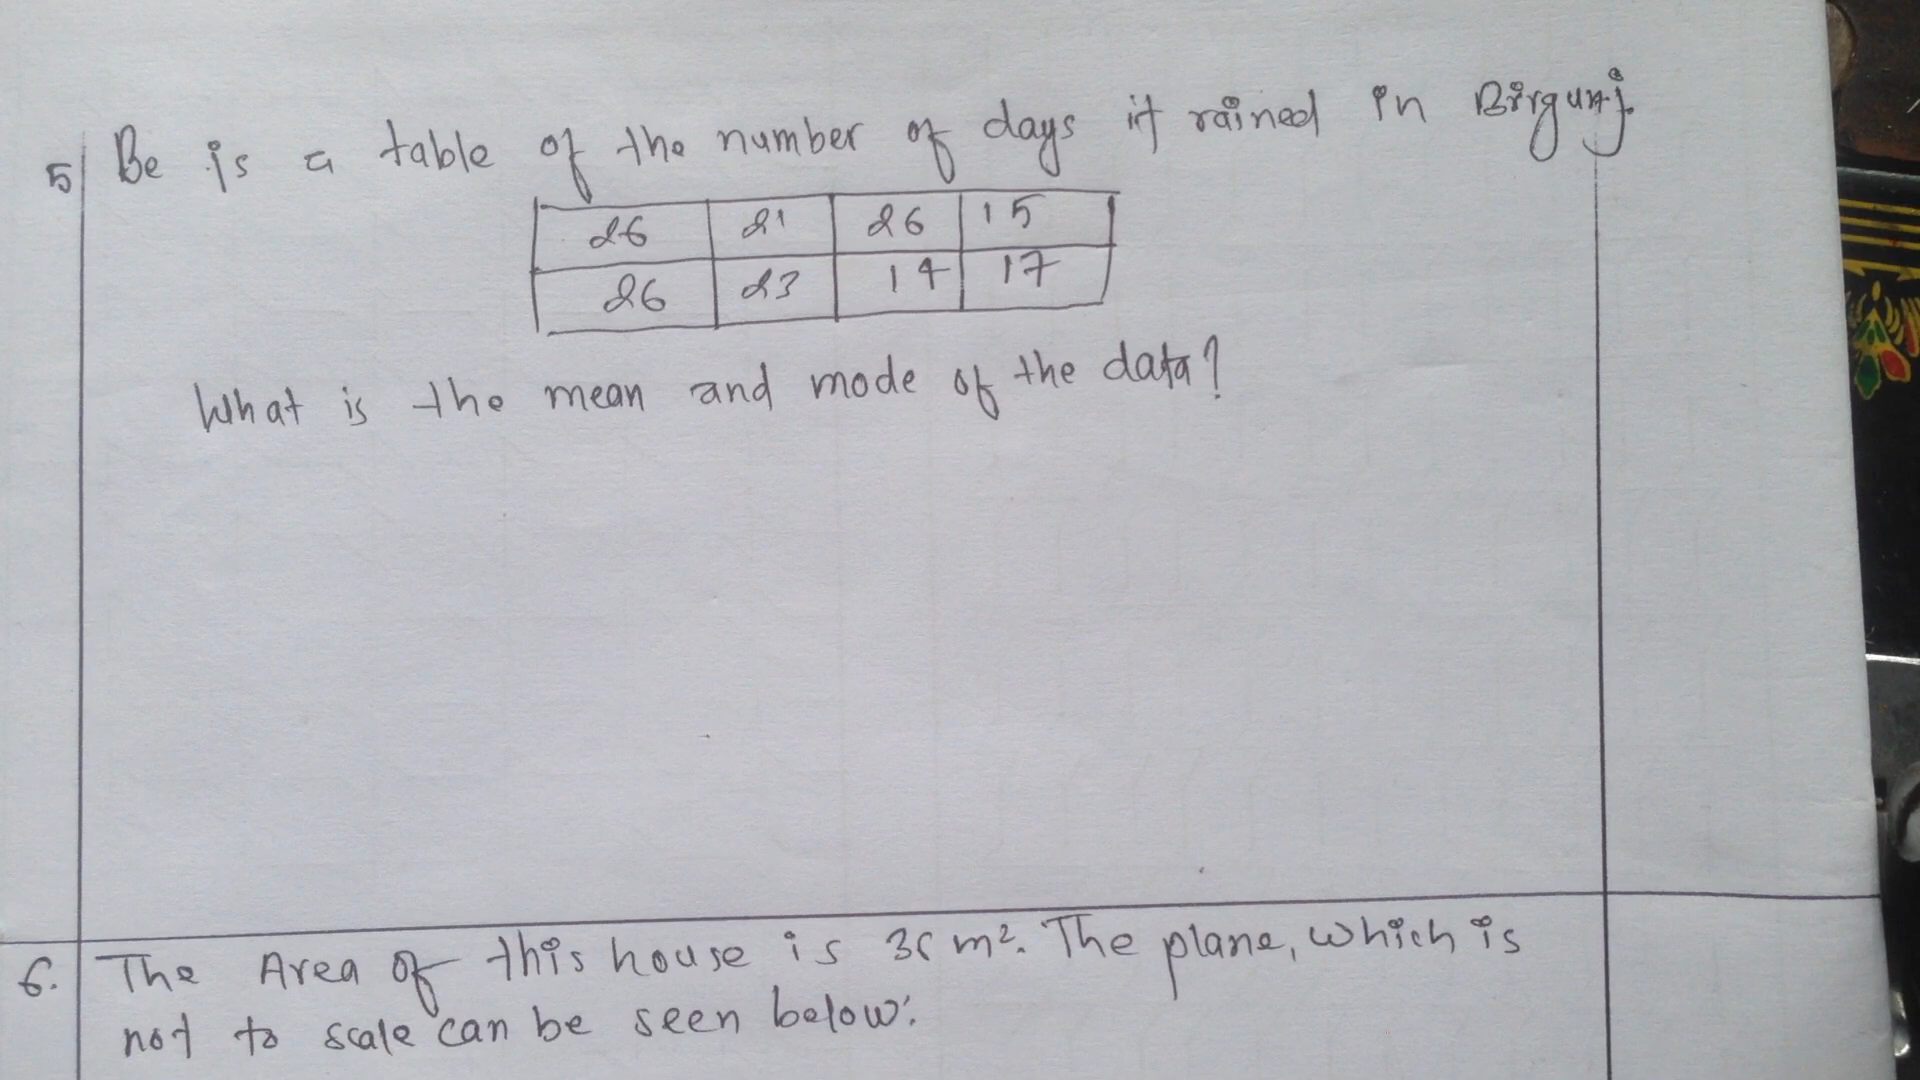 5 Be is a table of the number of days it rained in Birgunj.
26 21 26 15
26 23 14 17
What is the mean and mode of the data?
6. The Area of this house is 36 m². The plane, which is
not to scale can be seen below: